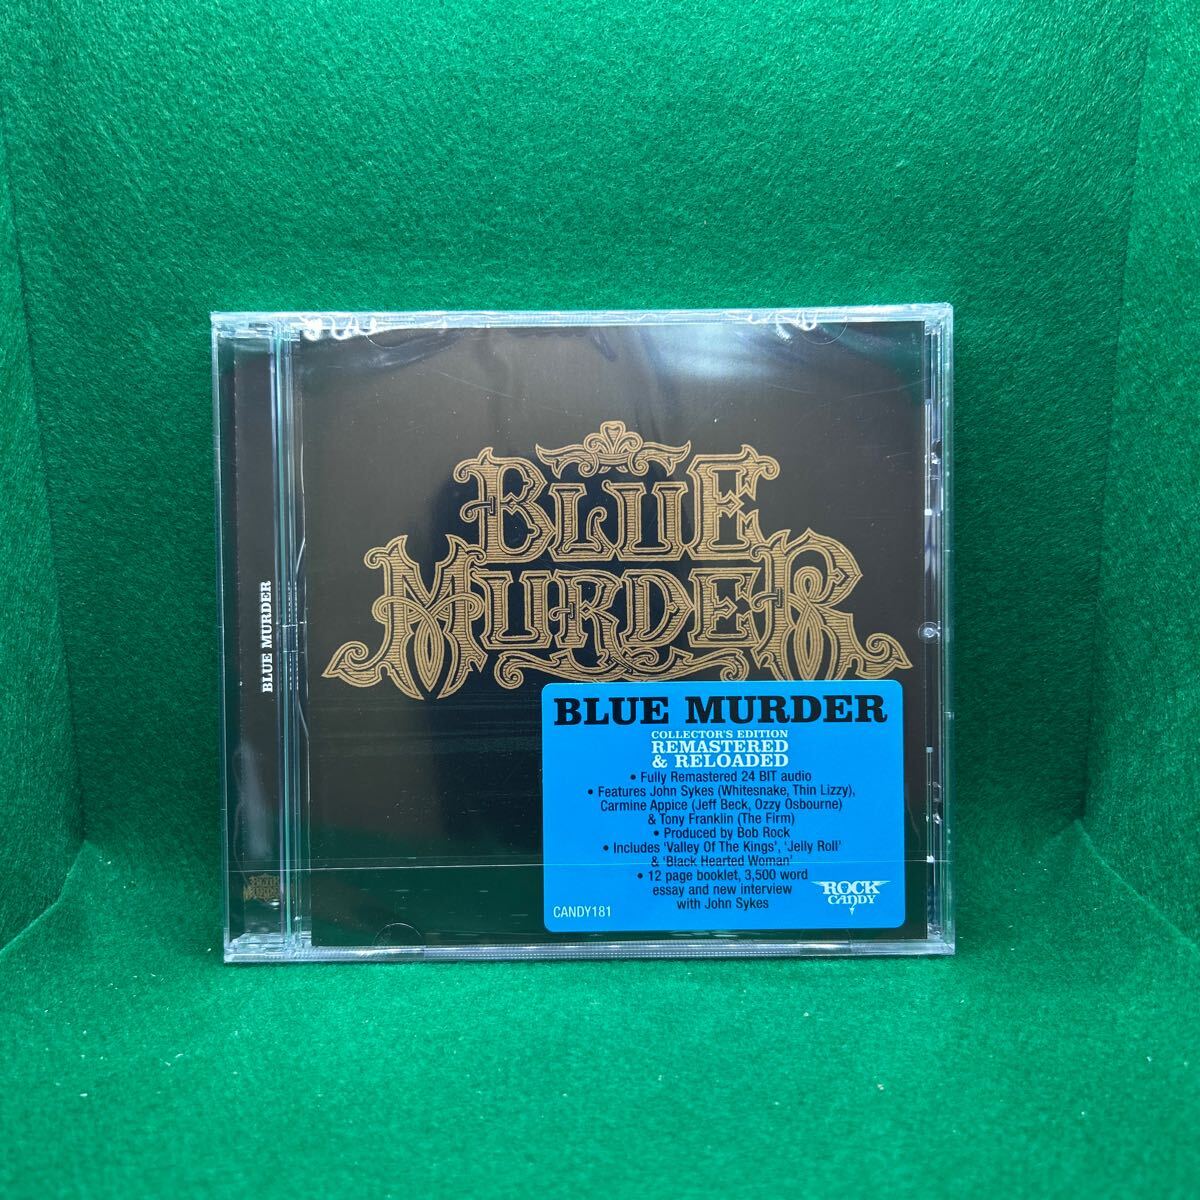 BLUE
MURDER
BLUE MURDER
BLUE
MURDER
BLUE MURDER
COLLECTOR'S EDITION
REMASTERED
& RELOADED
• Fully Remastered 24 BIT audio
• Features John Sykes (Whitesnake, Thin Lizzy),
Carmine Appice (Jeff Beck, Ozzy Osbourne)
& Tony Franklin (The Firm)
• Produced by Bob Rock
• Includes 'Valley Of The Kings', 'Jelly Roll'
& 'Black Hearted Woman'
• 12 page booklet, 3,500 word
essay and new interview
with John Sykes
CANDY181
ROCK
CANDY